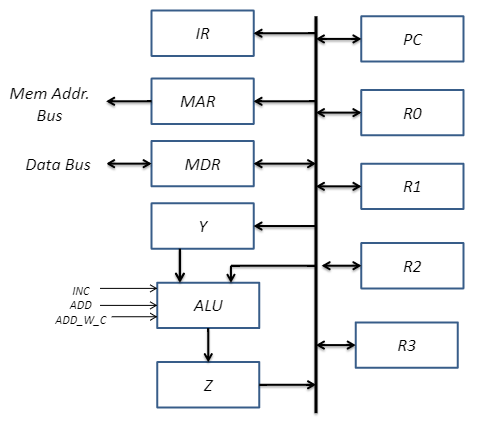 IR
PC
Mem Addr.
Bus
MAR
R0
Data Bus
MDR
R1
Y
R2
INC
ADD
ADD_W_C
ALU
R3
Z